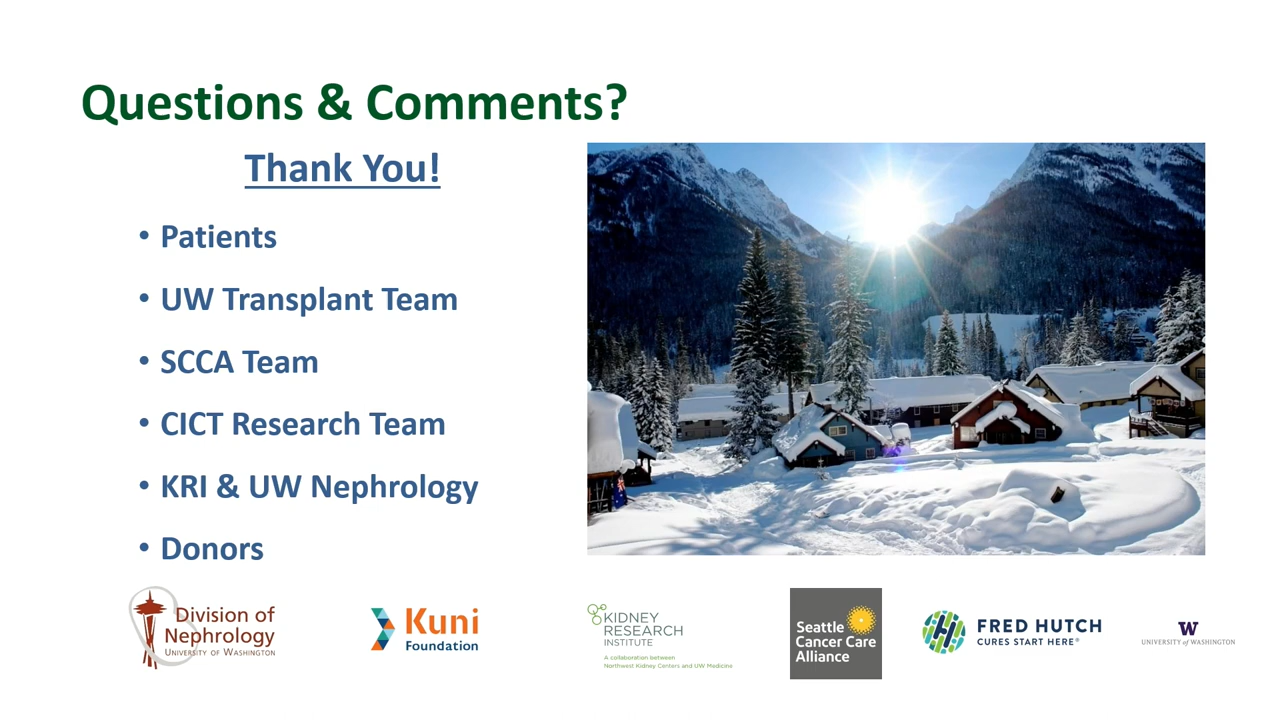 Questions & Comments?
Thank You!
• Patients
• UW Transplant Team
• SCCA Team
• CICT Research Team
• KRI & UW Nephrology
• Donors
Division of
Nephrology
UNIVERSITY OF WASHINGTON
Kuni
Foundation
KIDNEY
RESEARCH
INSTITUTE
A collaboration between
Northwest Kidney Centers and UW Medicine
Seattle
Cancer Care
Alliance
FRED HUTCH
CURES START HERE®
W
UNIVERSITY of WASHINGTON